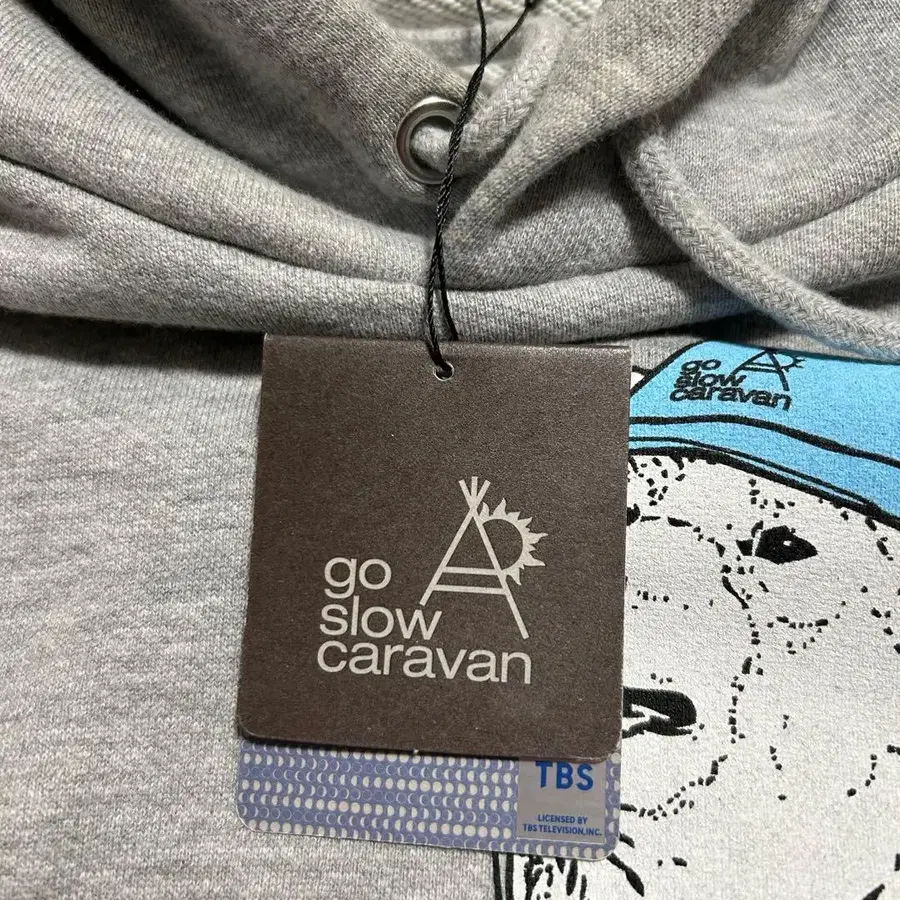 go
slow
caravan
go
slow
caravan
TBS
LICENSED BY
TBS TELEVISION, INC.